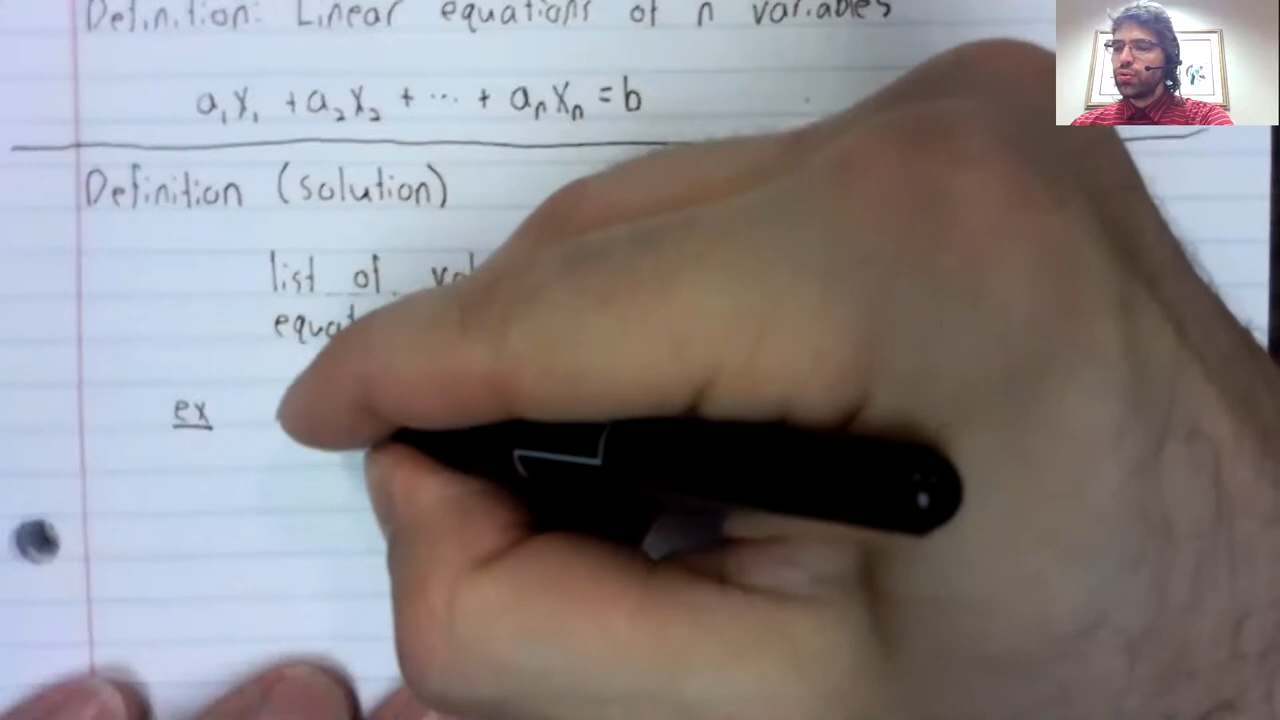 Definition: Linear equations of n variables
a₁x₁ + a₂x₂ + ⋯ + aₙxₙ = b
Definition (solution)
list of
ex